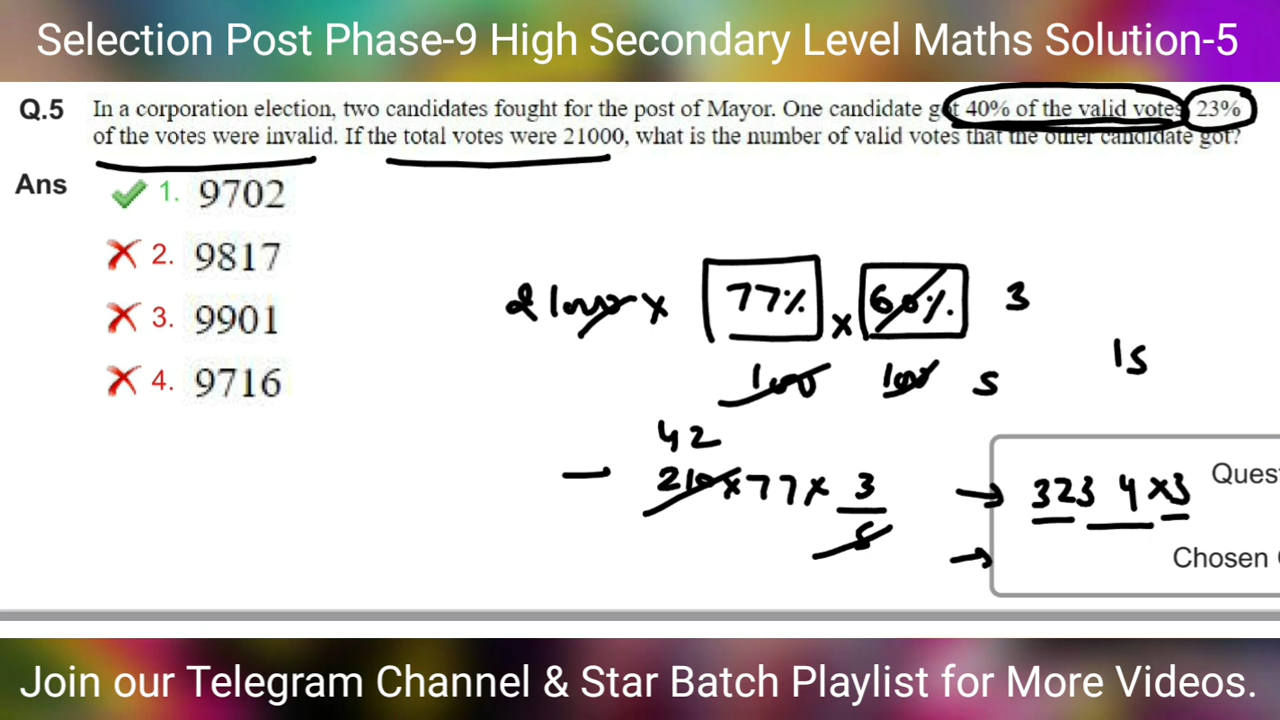 Selection Post Phase-9 High Secondary Level Maths Solution-5
Q.5 In a corporation election, two candidates fought for the post of Mayor. One candidate got 40% of the valid votes 23%
of the votes were invalid. If the total votes were 21000, what is the number of valid votes that the other candidate got?
Ans
1. 9702
2. 9817
3. 9901
4. 9716
21000 x 77% x 60% 3
100 100 5
15
42
210 x 77 x 3
5
→ 323 4 x 3
→
Ques
Chosen
Join our Telegram Channel & Star Batch Playlist for More Videos.